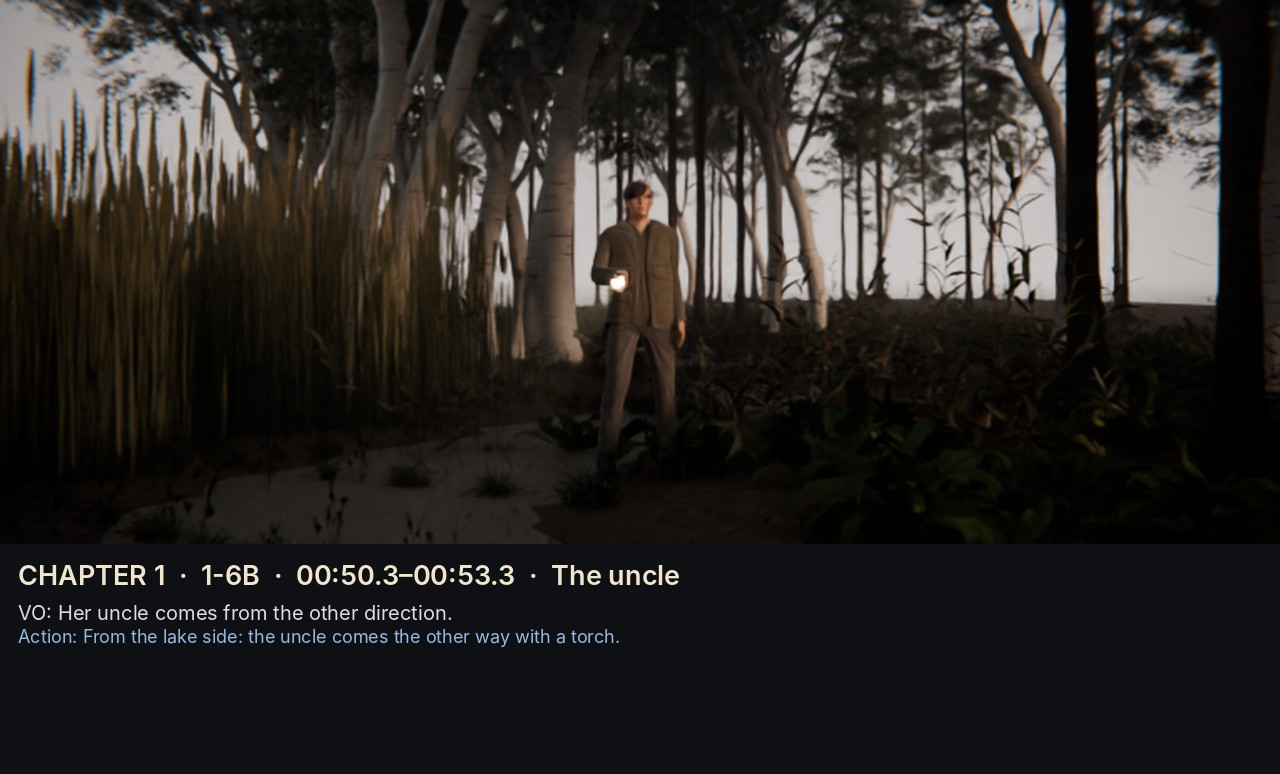 CHAPTER 1 · 1-6B · 00:50.3–00:53.3 · The uncle
VO: Her uncle comes from the other direction.
Action: From the lake side: the uncle comes the other way with a torch.